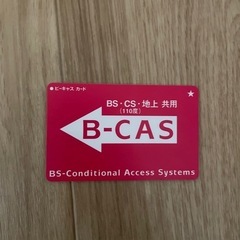 ●ビーキャス カード
★
BS・CS・地上 共用
(110度)
B-CAS
BS-Conditional Access Systems